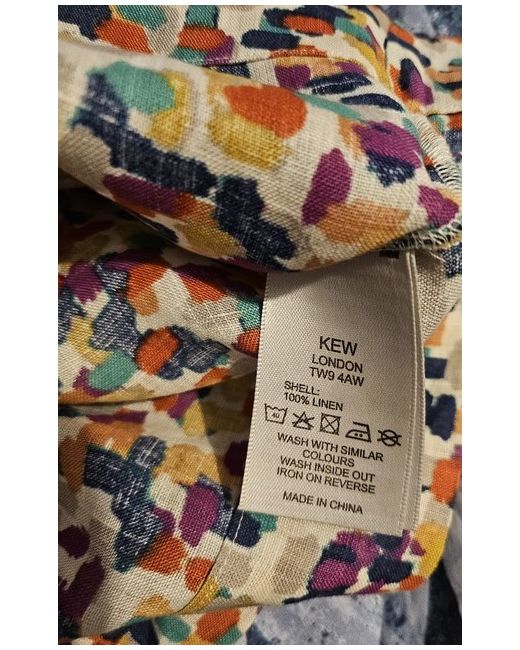 KEW
LONDON
TW9 4AW
SHELL:
100% LINEN
40
WASH WITH SIMILAR
COLOURS
WASH INSIDE OUT
IRON ON REVERSE
MADE IN CHINA